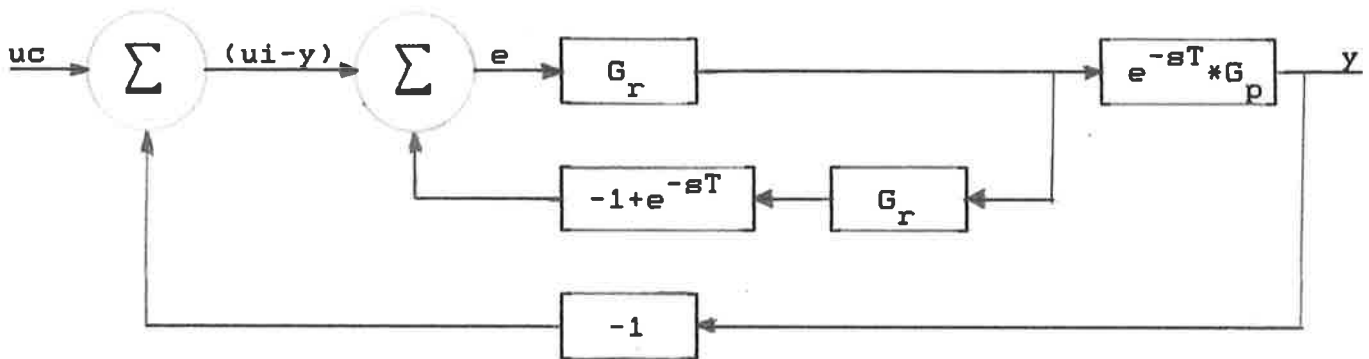 uc
Σ
(ui-y)
Σ
e
G_r
e^-sT *G_p
y
-1+e^-sT
G_r
-1